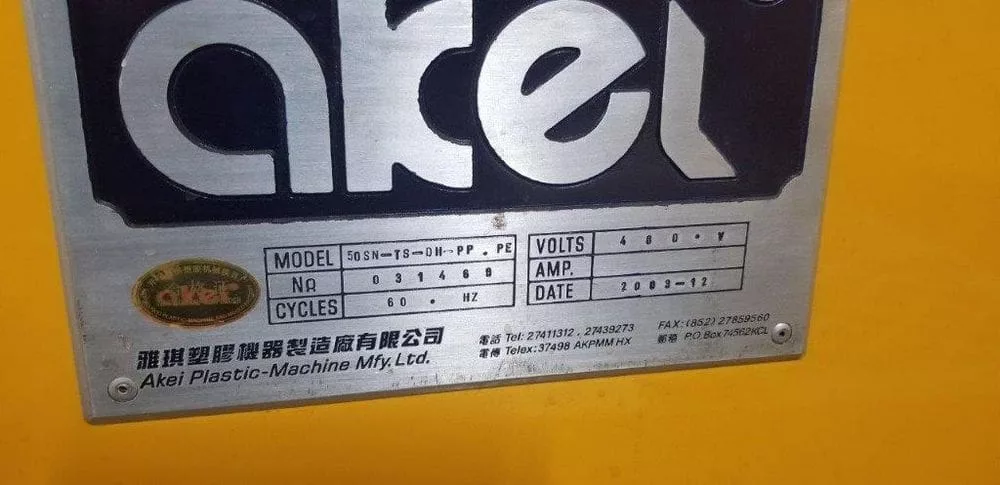 akei
MODEL 50SN-TS-DH-PP.PE
NO 031469
CYCLES 60 . HZ
VOLTS 480 . V
AMP.
DATE 2003-12
akei
雅琪塑膠機器製造廠有限公司
Akei Plastic-Machine Mfy. Ltd.
電話 Tel: 27411312, 27439273
電傳 Telex:37498 AKPMM HX
FAX: (852) 27859560
郵箱 P.O.Box 74562KCL